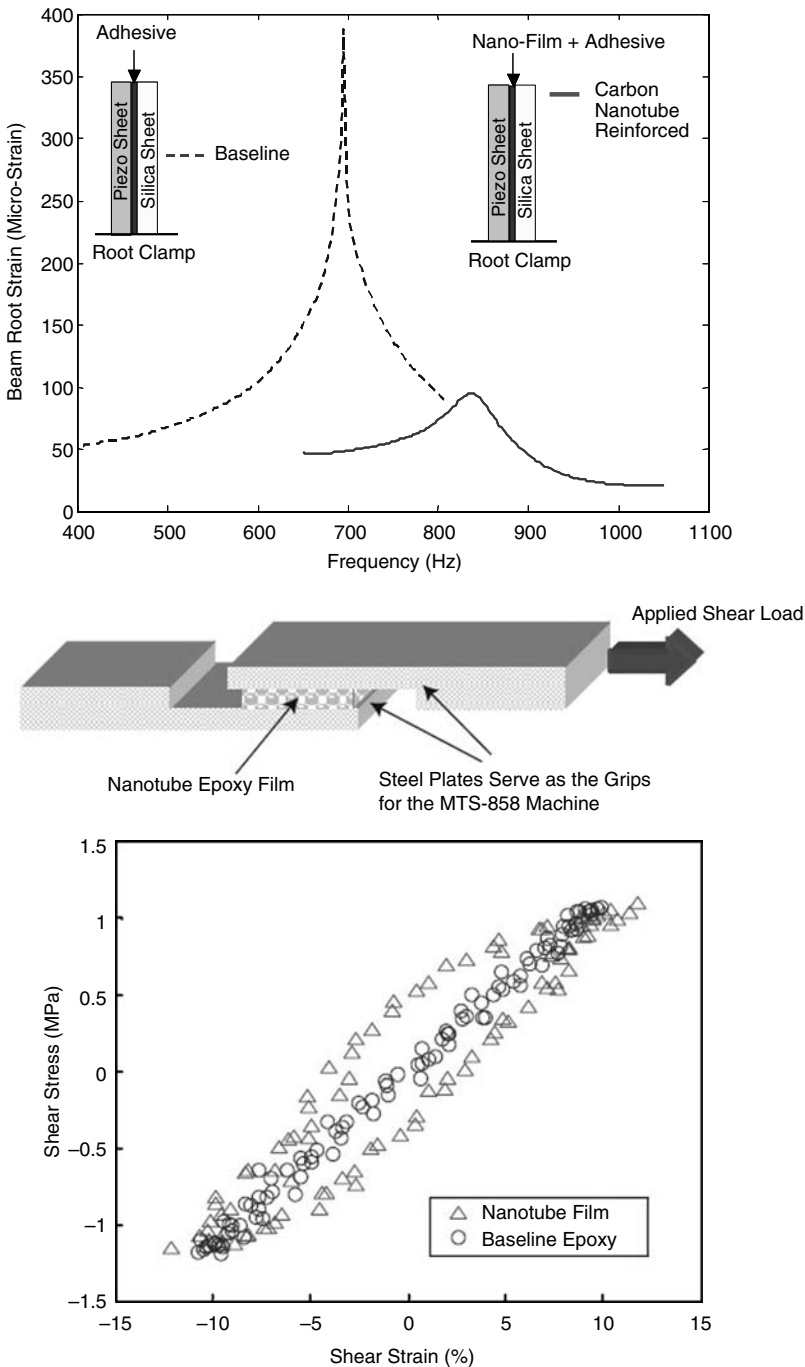 400
350
300
250
200
150
100
50
0
Beam Root Strain (Micro-Strain)
Adhesive
Piezo Sheet
Silica Sheet
Root Clamp
Baseline
Nano-Film + Adhesive
Piezo Sheet
Silica Sheet
Root Clamp
Carbon
Nanotube
Reinforced
400 500 600 700 800 900 1000 1100
Frequency (Hz)
Applied Shear Load
Nanotube Epoxy Film
Steel Plates Serve as the Grips
for the MTS-858 Machine
1.5
1
0.5
0
−0.5
−1
−1.5
Shear Stress (MPa)
Nanotube Film
Baseline Epoxy
−15 −10 −5 0 5 10 15
Shear Strain (%)